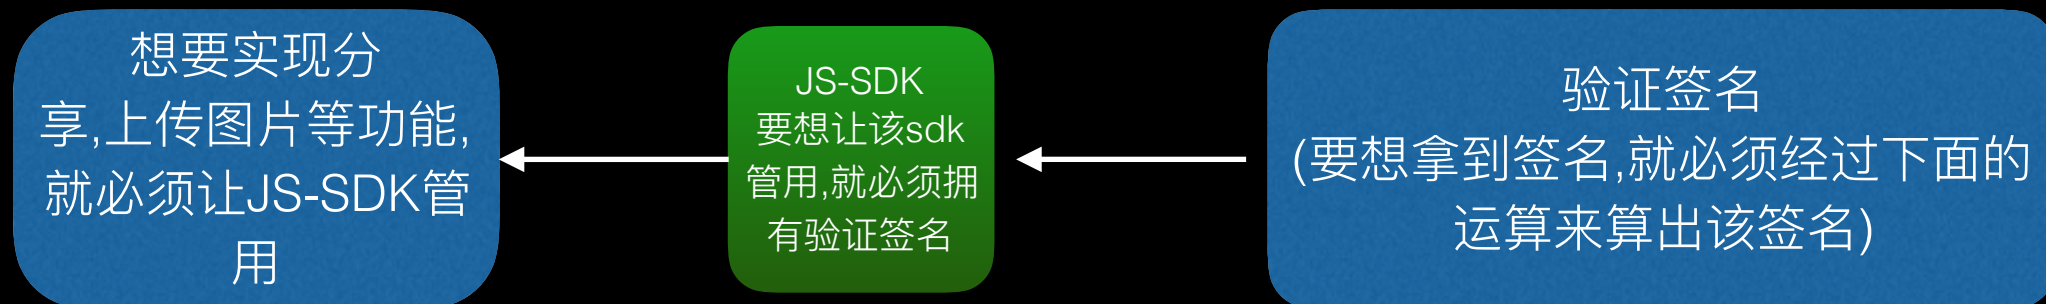 想要实现分
享,上传图片等功能,
就必须让JS-SDK管
用
JS-SDK
要想让该sdk
管用,就必须拥
有验证签名
验证签名
(要想拿到签名,就必须经过下面的
运算来算出该签名)